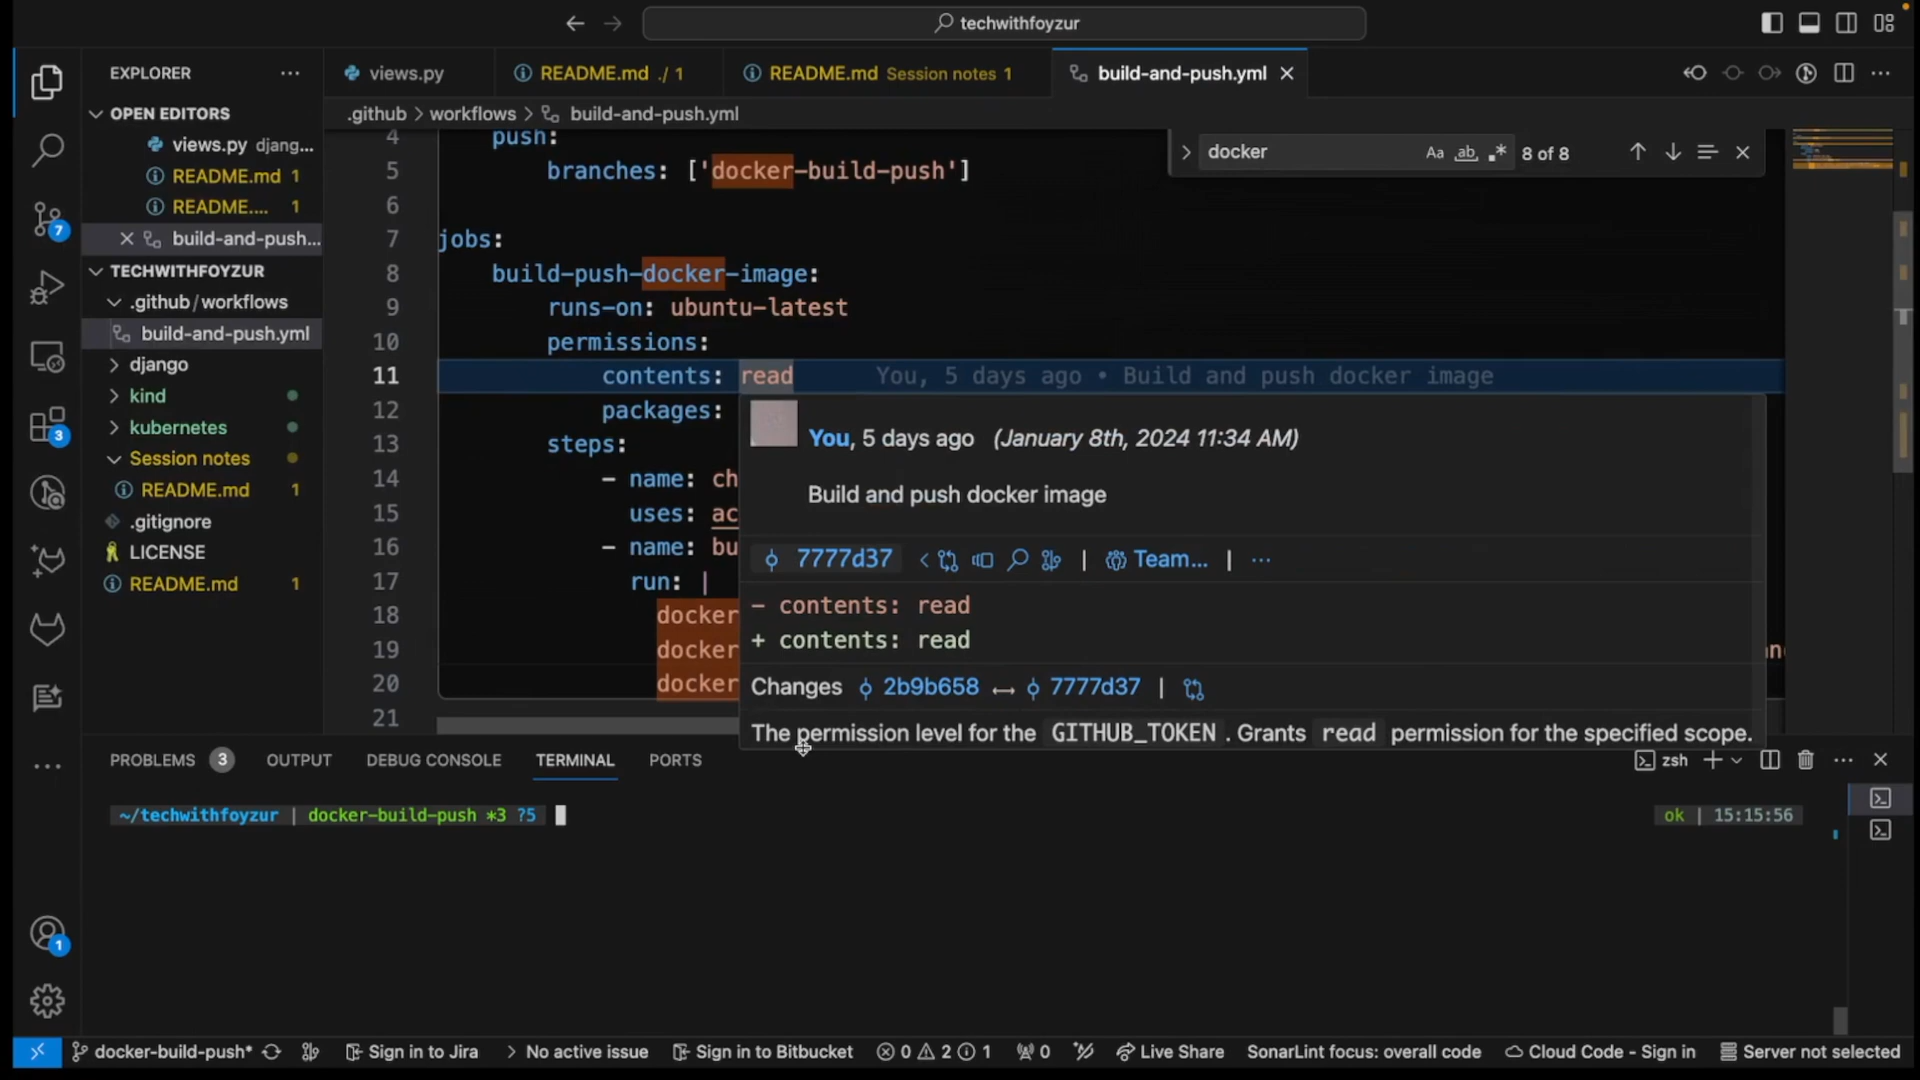 techwithfoyzur
EXPLORER
views.py
README.md ./ 1
README.md Session notes 1
build-and-push.yml
OPEN EDITORS
.github > workflows > build-and-push.yml
views.py djang...
README.md 1
README.... 1
build-and-push...
TECHWITHFOYZUR
.github/workflows
build-and-push.yml
django
kind
kubernetes
Session notes
README.md 1
.gitignore
LICENSE
README.md 1
7
3
1
docker
Aa ab .* 8 of 8
4 push:
5 branches: ['docker-build-push']
6
7 jobs:
8 build-push-docker-image:
9 runs-on: ubuntu-latest
10 permissions:
11 contents: read You, 5 days ago • Build and push docker image
12 packages:
13 steps:
14 - name: ch
15 uses: ac
16 - name: bu
17 run: |
18 docker
19 docker
20 docker
21
You, 5 days ago (January 8th, 2024 11:34 AM)
Build and push docker image
7777d37 | Team... | ...
- contents: read
+ contents: read
Changes 2b9b658 ↔ 7777d37 |
The permission level for the GITHUB_TOKEN . Grants read permission for the specified scope.
PROBLEMS 3 OUTPUT DEBUG CONSOLE TERMINAL PORTS
zsh
~/techwithfoyzur | docker-build-push *3 ?5
ok | 15:15:56
docker-build-push* Sign in to Jira > No active issue Sign in to Bitbucket 0 2 1 0 Live Share SonarLint focus: overall code Cloud Code - Sign in Server not selected